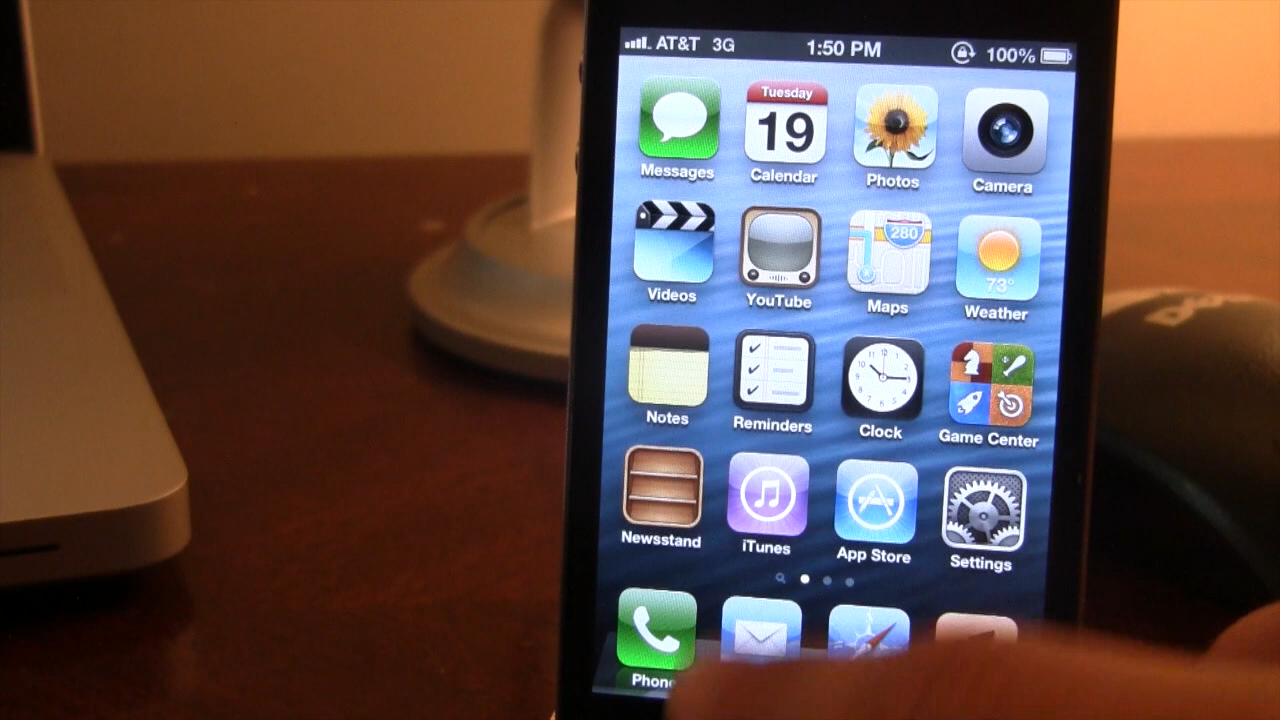 AT&T 3G 1:50 PM 100%
Tuesday
19
Messages Calendar Photos Camera
280
73°
Videos YouTube Maps Weather
Notes Reminders Clock Game Center
Newsstand iTunes App Store Settings
Phone